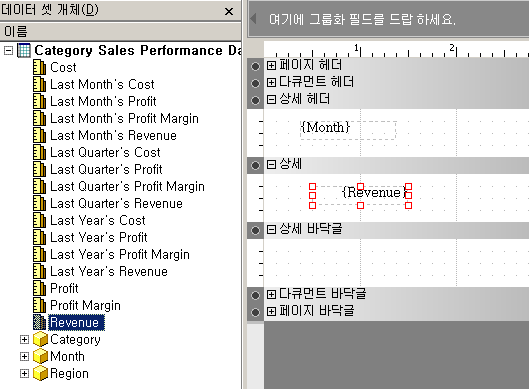 데이터 셋 개체(D)
이름
Category Sales Performance Da
Cost
Last Month's Cost
Last Month's Profit
Last Month's Profit Margin
Last Month's Revenue
Last Quarter's Cost
Last Quarter's Profit
Last Quarter's Profit Margin
Last Quarter's Revenue
Last Year's Cost
Last Year's Profit
Last Year's Profit Margin
Last Year's Revenue
Profit
Profit Margin
Revenue
Category
Month
Region
여기에 그룹화 필드를 드랍 하세요.
1 2
페이지 헤더
다큐먼트 헤더
상세 헤더
{Month}
상세
{Revenue}
상세 바닥글
다큐먼트 바닥글
페이지 바닥글